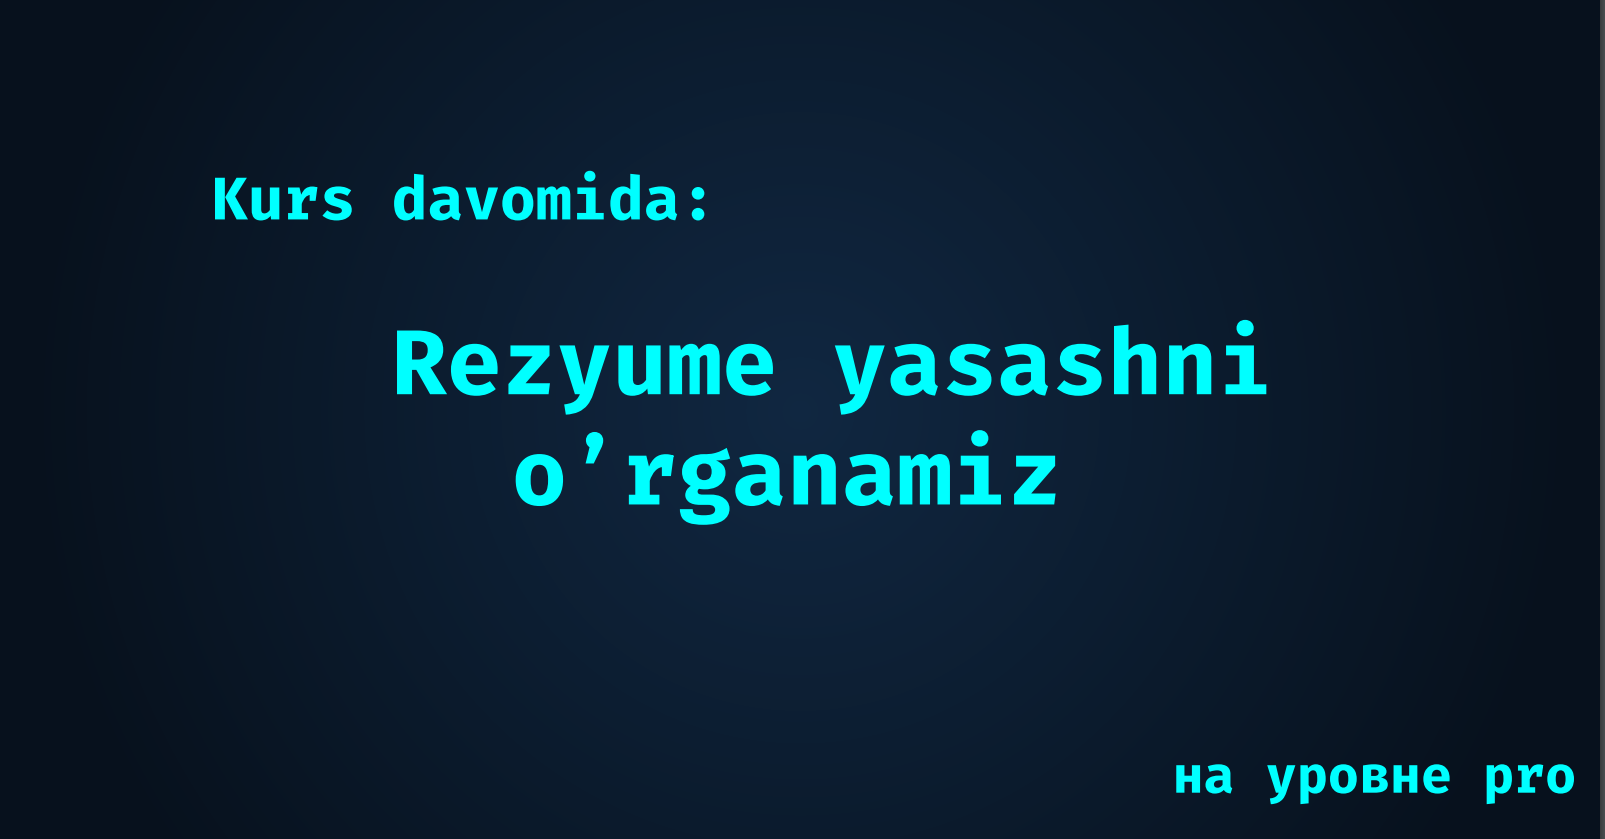 Kurs davomida:
Rezyume yasashni
o’rganamiz
на уровне pro